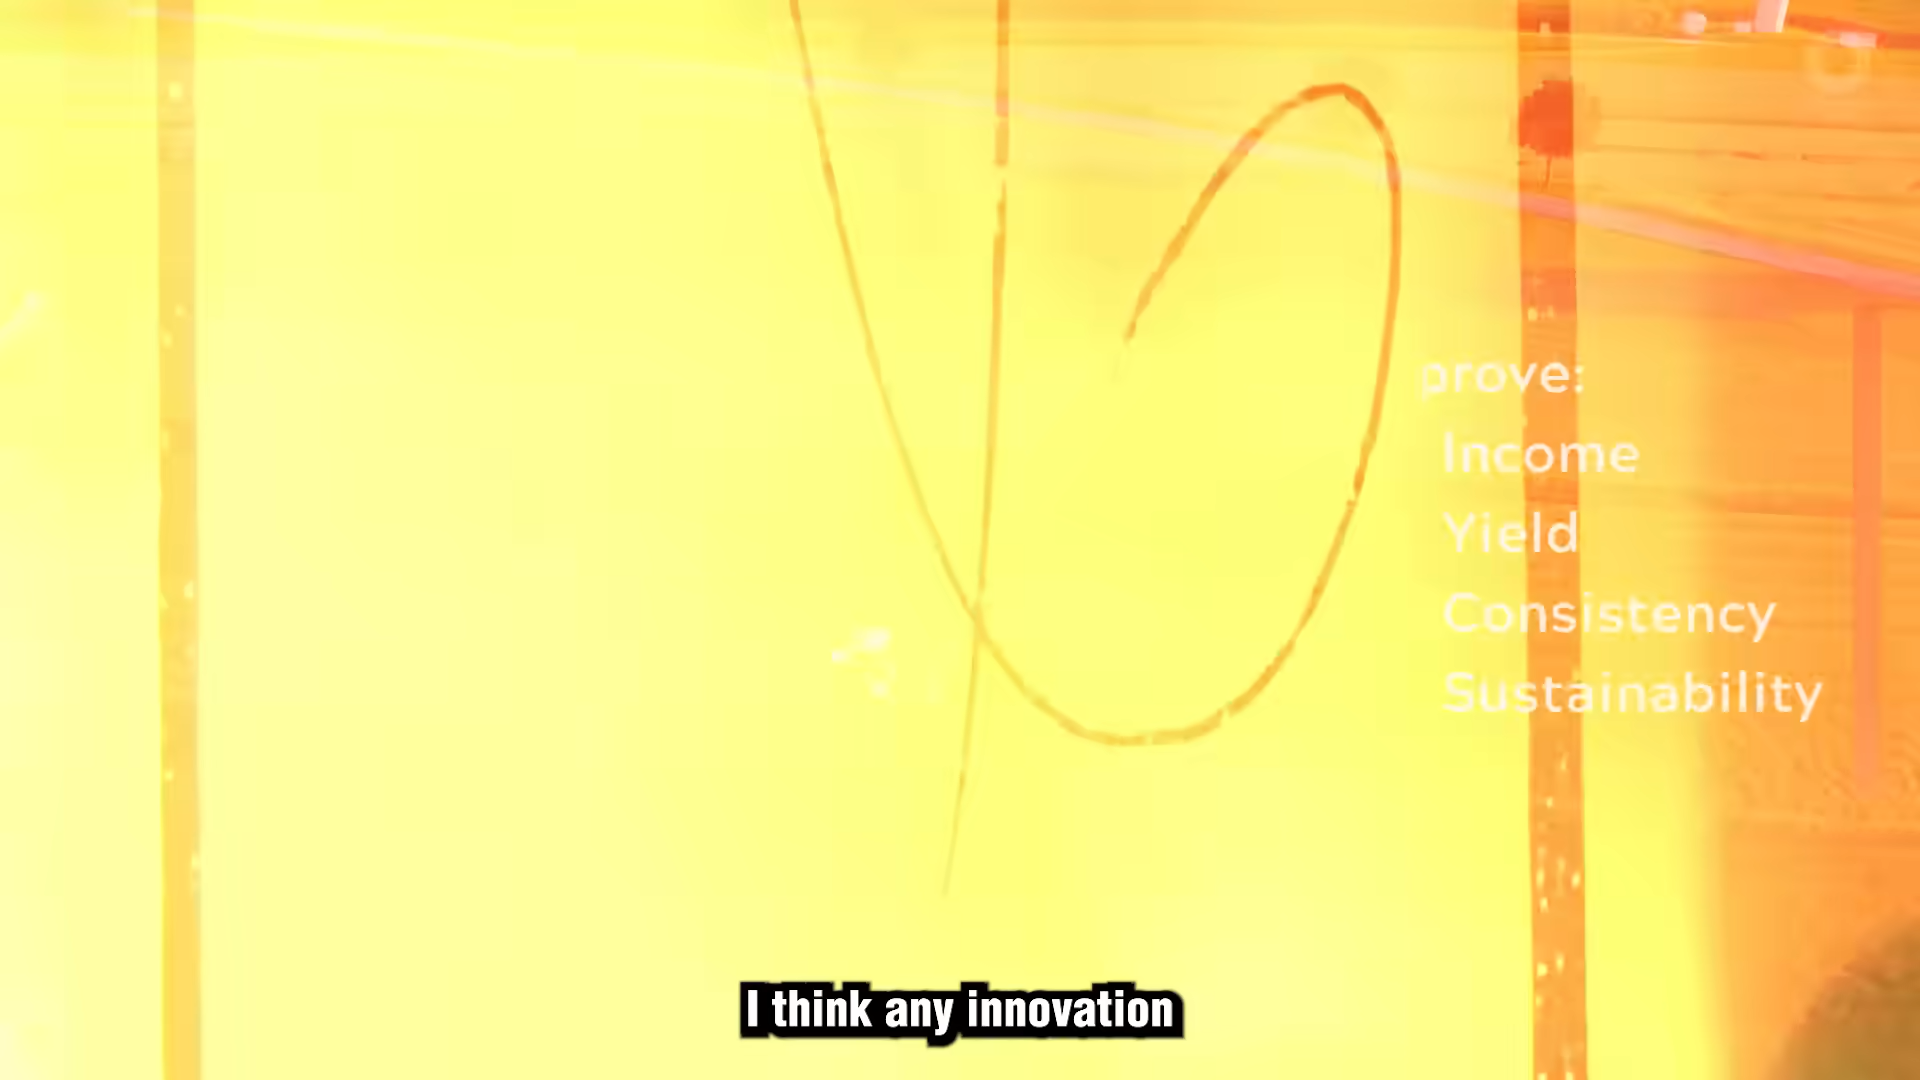 prove:
Income
Yield
Consistency
Sustainability
I think any innovation